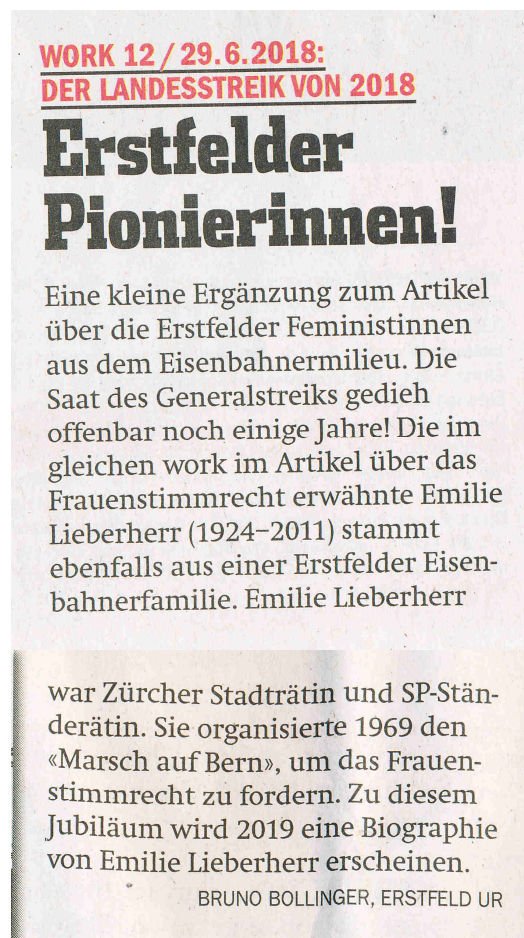 WORK 12 / 29.6.2018:
DER LANDESSTREIK VON 2018
Erstfelder
Pionierinnen!
Eine kleine Ergänzung zum Artikel
über die Erstfelder Feministinnen
aus dem Eisenbahnermilieu. Die
Saat des Generalstreiks gedieh
offenbar noch einige Jahre! Die im
gleichen work im Artikel über das
Frauenstimmrecht erwähnte Emilie
Lieberherr (1924–2011) stammt
ebenfalls aus einer Erstfelder Eisen-
bahnerfamilie. Emilie Lieberherr
war Zürcher Stadträtin und SP-Stän-
derätin. Sie organisierte 1969 den
«Marsch auf Bern», um das Frauen-
stimmrecht zu fordern. Zu diesem
Jubiläum wird 2019 eine Biographie
von Emilie Lieberherr erscheinen.
BRUNO BOLLINGER, ERSTFELD UR